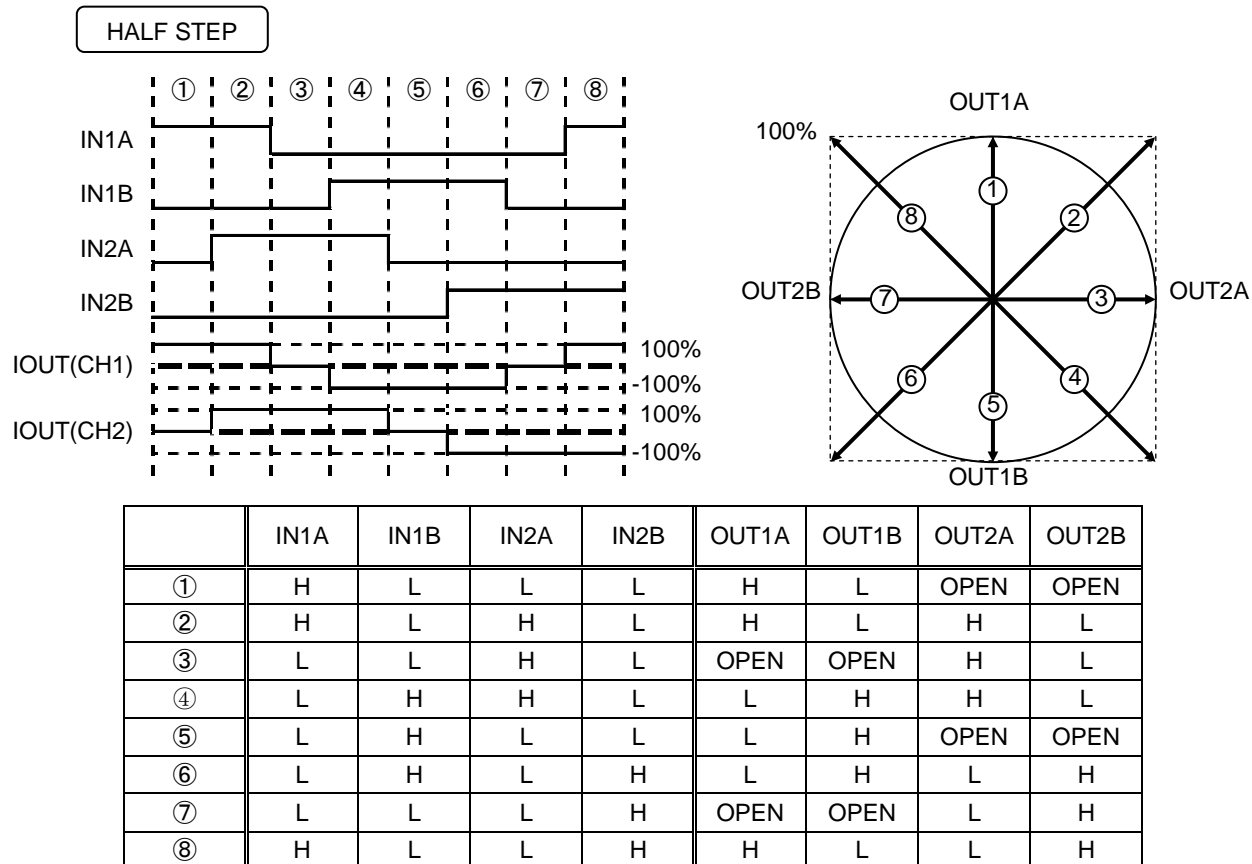 HALF STEP
① ② ③ ④ ⑤ ⑥ ⑦ ⑧
IN1A
IN1B
IN2A
IN2B
IOUT(CH1)
100%
-100%
IOUT(CH2)
100%
-100%
OUT1A
100%
①
⑧ ②
OUT2B ⑦ ③ OUT2A
⑥ ④
⑤
OUT1B
IN1A IN1B IN2A IN2B OUT1A OUT1B OUT2A OUT2B
① H L L L H L OPEN OPEN
② H L H L H L H L
③ L L H L OPEN OPEN H L
④ L H H L L H H L
⑤ L H L L L H OPEN OPEN
⑥ L H L H L H L H
⑦ L L L H OPEN OPEN L H
⑧ H L L H H L L H